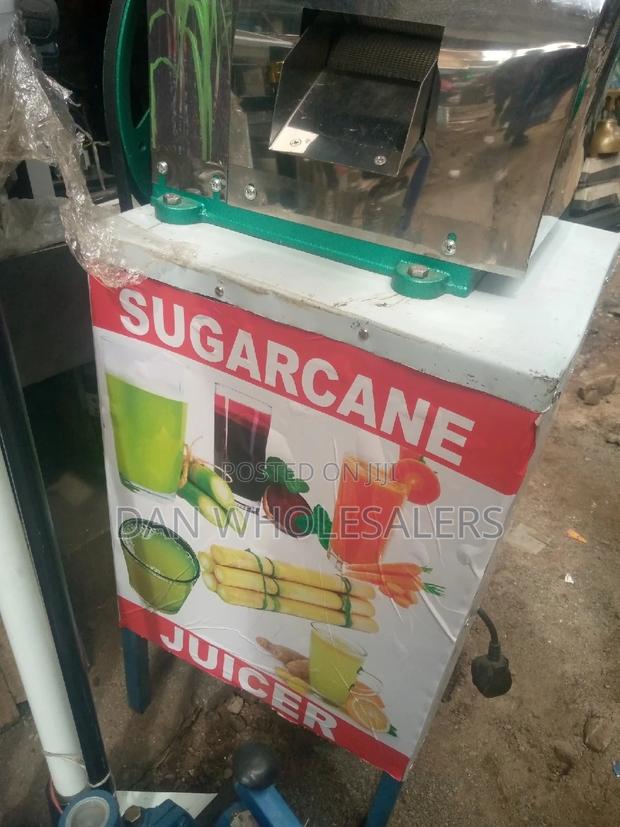 SUGARCANE
POSTED ON JIJI
DAN WHOLESALERS
JUICER